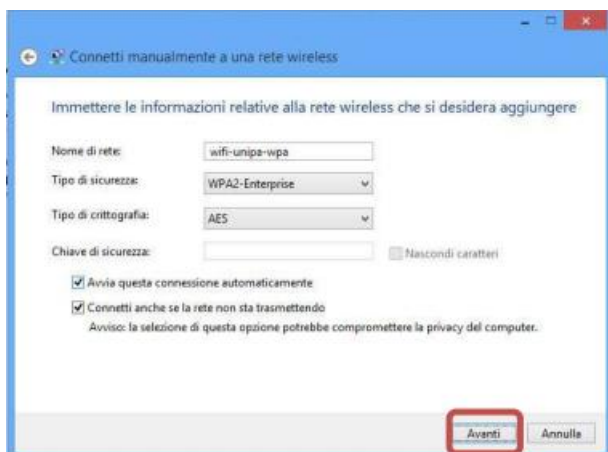 Connetti manualmente a una rete wireless
Immettere le informazioni relative alla rete wireless che si desidera aggiungere
Nome di rete: wifi-unipa-wpa
Tipo di sicurezza: WPA2-Enterprise
Tipo di crittografia: AES
Chiave di sicurezza: Nascondi caratteri
Avvia questa connessione automaticamente
Connetti anche se la rete non sta trasmettendo
Avviso: la selezione di questa opzione potrebbe compromettere la privacy del computer.
Avanti Annulla